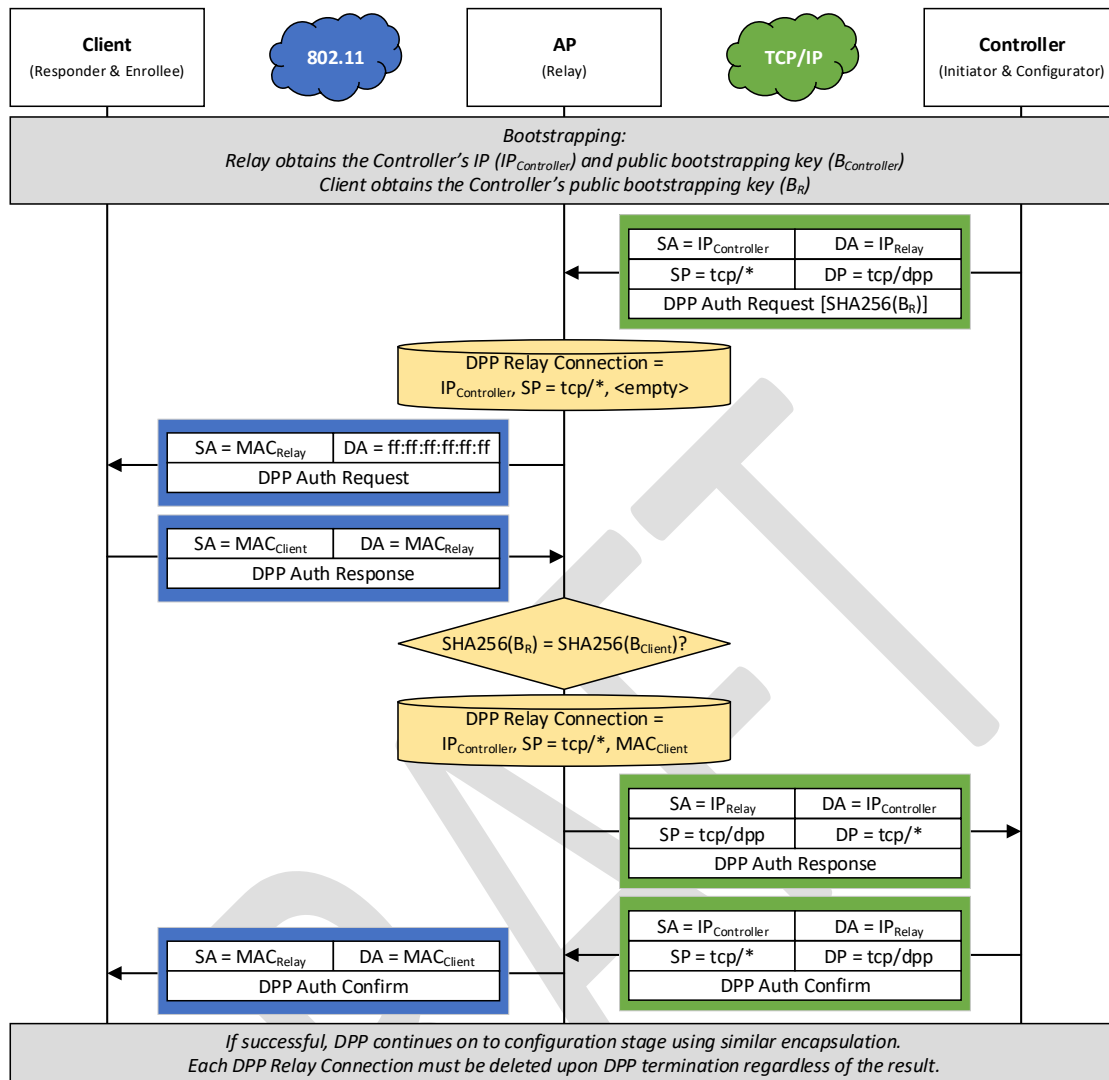 Client
(Responder & Enrollee)
802.11
AP
(Relay)
TCP/IP
Controller
(Initiator & Configurator)
Bootstrapping:
Relay obtains the Controller's IP (IPController) and public bootstrapping key (BController)
Client obtains the Controller's public bootstrapping key (BR)
SA = IPController DA = IPRelay
SP = tcp/* DP = tcp/dpp
DPP Auth Request [SHA256(BR)]
DPP Relay Connection =
IPController, SP = tcp/*, <empty>
SA = MACRelay DA = ff:ff:ff:ff:ff:ff
DPP Auth Request
SA = MACClient DA = MACRelay
DPP Auth Response
SHA256(BR) = SHA256(BClient)?
DPP Relay Connection =
IPController, SP = tcp/*, MACClient
SA = IPRelay DA = IPController
SP = tcp/dpp DP = tcp/*
DPP Auth Response
SA = IPController DA = IPRelay
SP = tcp/* DP = tcp/dpp
DPP Auth Confirm
SA = MACRelay DA = MACClient
DPP Auth Confirm
If successful, DPP continues on to configuration stage using similar encapsulation.
Each DPP Relay Connection must be deleted upon DPP termination regardless of the result.
DRAFT